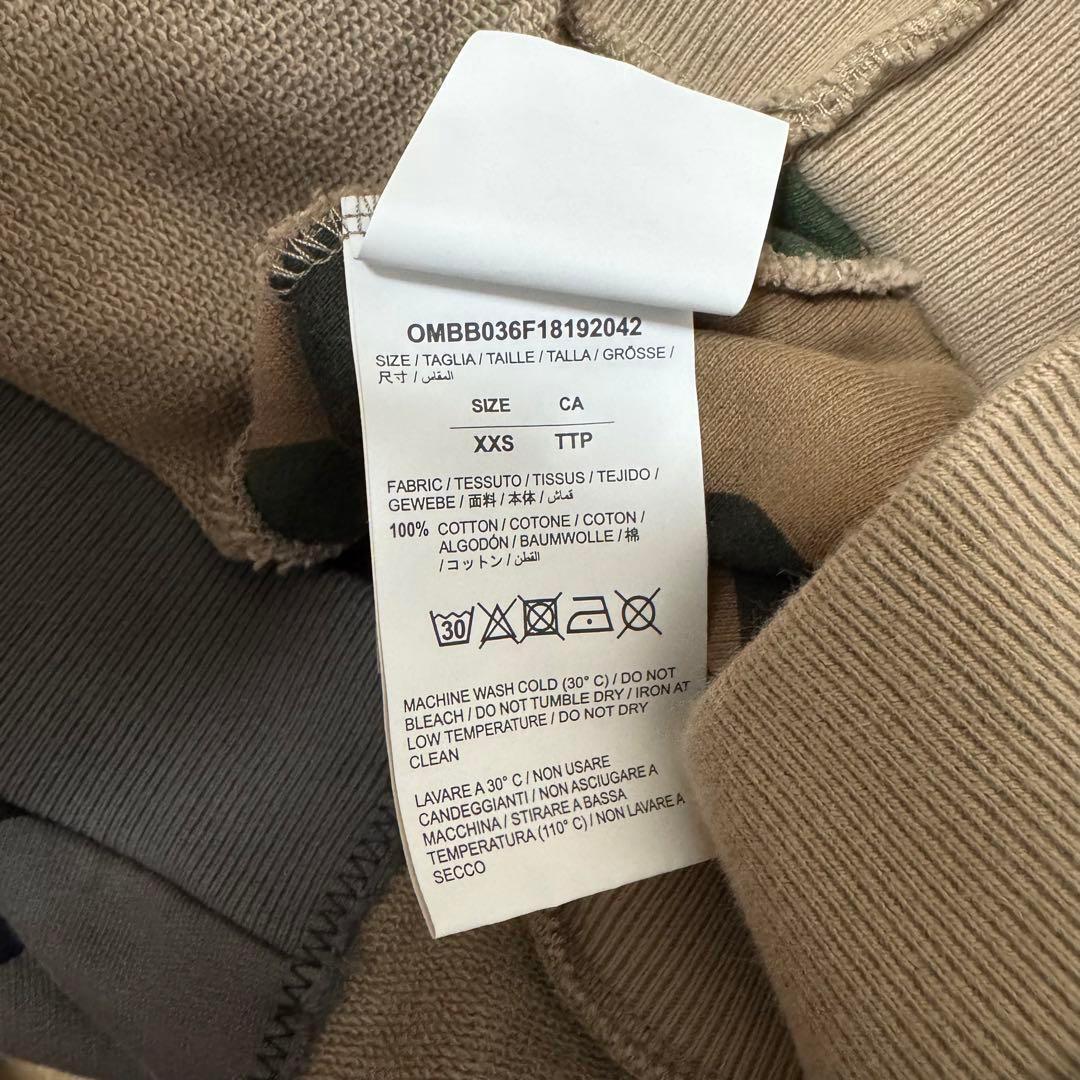 OMBB036F18192042
SIZE / TAGLIA / TAILLE / TALLA / GRÖSSE /
尺寸 / المقاس
SIZE CA
XXS TTP
FABRIC / TESSUTO / TISSUS / TEJIDO /
GEWEBE / 面料 / 本体 / قماش
100% COTTON / COTONE / COTON /
ALGODÓN / BAUMWOLLE / 棉
/ コットン / القطن
30
MACHINE WASH COLD (30° C) / DO NOT
BLEACH / DO NOT TUMBLE DRY / IRON AT
LOW TEMPERATURE / DO NOT DRY
CLEAN
LAVARE A 30° C / NON USARE
CANDEGGIANTI / NON ASCIUGARE A
MACCHINA / STIRARE A BASSA
TEMPERATURA (110° C) / NON LAVARE A
SECCO